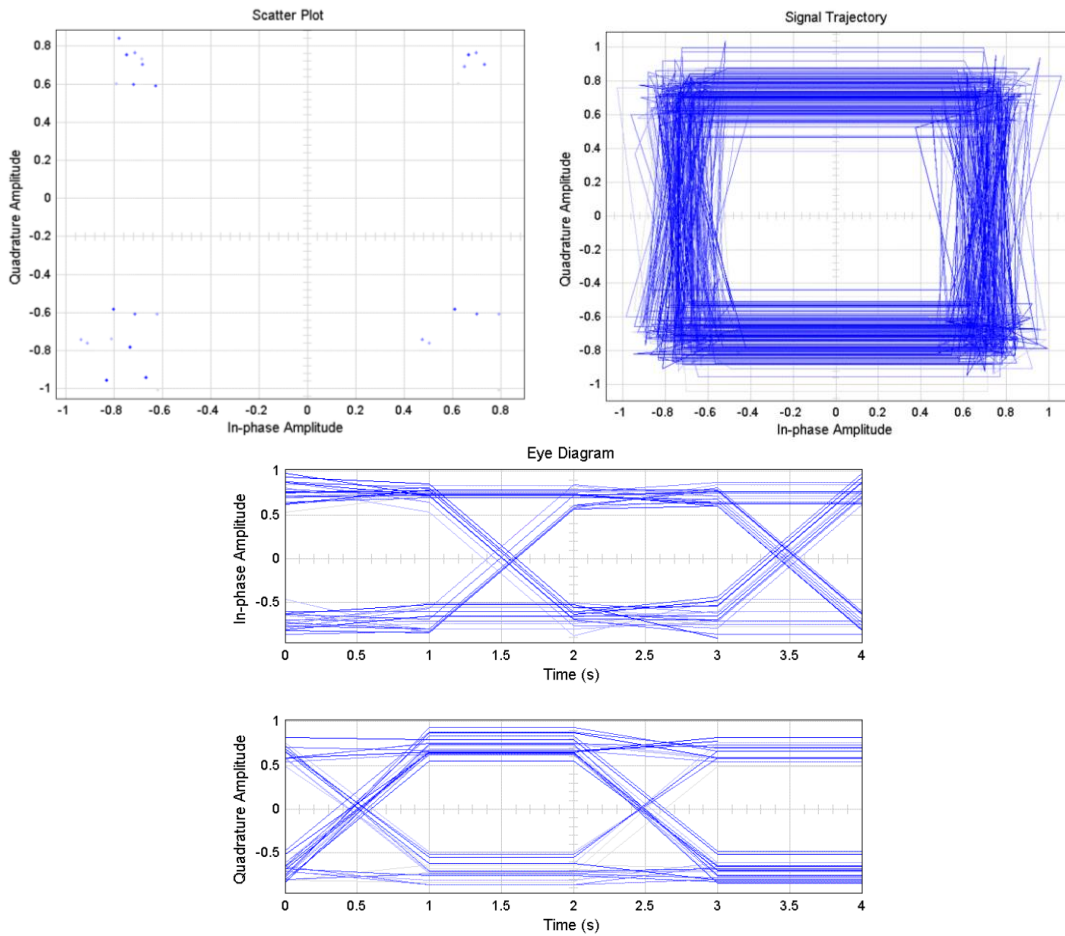 Scatter Plot
0.8
0.6
0.4
0.2
0
-0.2
-0.4
-0.6
-0.8
-1
Quadrature Amplitude
-1 -0.8 -0.6 -0.4 -0.2 0 0.2 0.4 0.6 0.8
In-phase Amplitude
Signal Trajectory
1
0.8
0.6
0.4
0.2
0
-0.2
-0.4
-0.6
-0.8
-1
Quadrature Amplitude
-1 -0.8 -0.6 -0.4 -0.2 0 0.2 0.4 0.6 0.8 1
In-phase Amplitude
Eye Diagram
1
0.5
0
-0.5
In-phase Amplitude
0 0.5 1 1.5 2 2.5 3 3.5 4
Time (s)
1
0.5
0
-0.5
Quadrature Amplitude
0 0.5 1 1.5 2 2.5 3 3.5 4
Time (s)